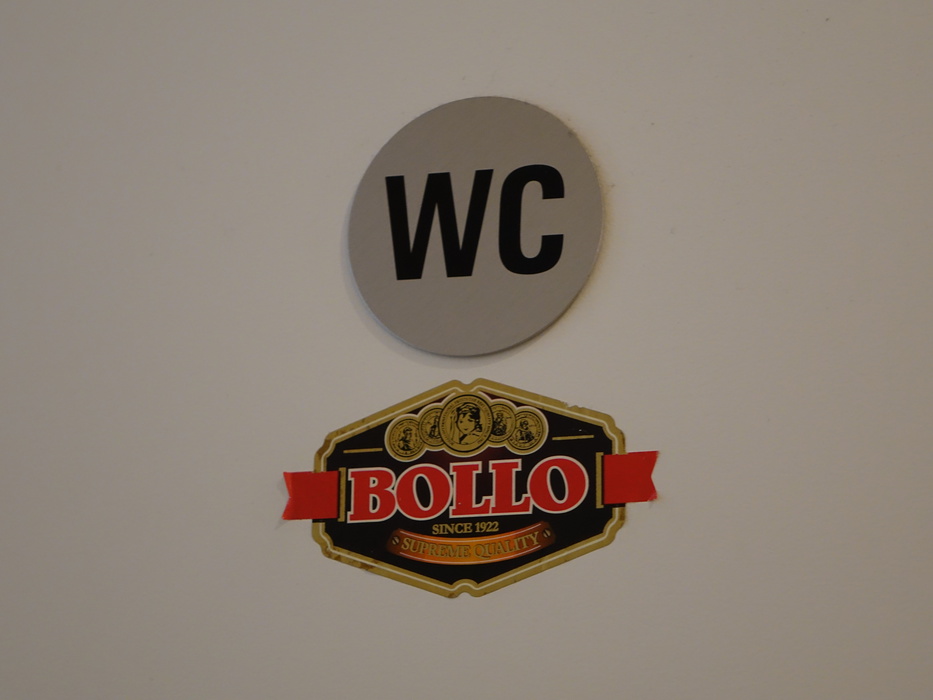 WC
BOLLO
SINCE 1922
SUPREME QUALITY